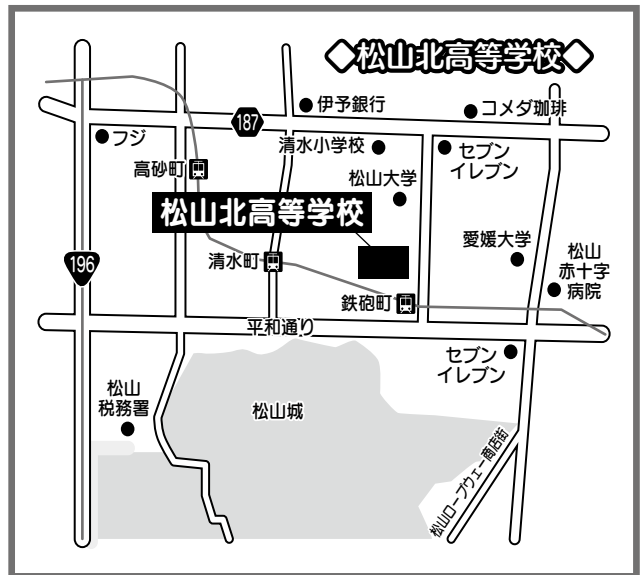 ◇松山北高等学校◇
伊予銀行
コメダ珈琲
187
フジ
清水小学校
セブン
イレブン
高砂町
松山大学
松山北高等学校
愛媛大学
松山
赤十字
病院
196
清水町
鉄砲町
平和通り
セブン
イレブン
松山
税務署
松山城
松山ロープウェー商店街